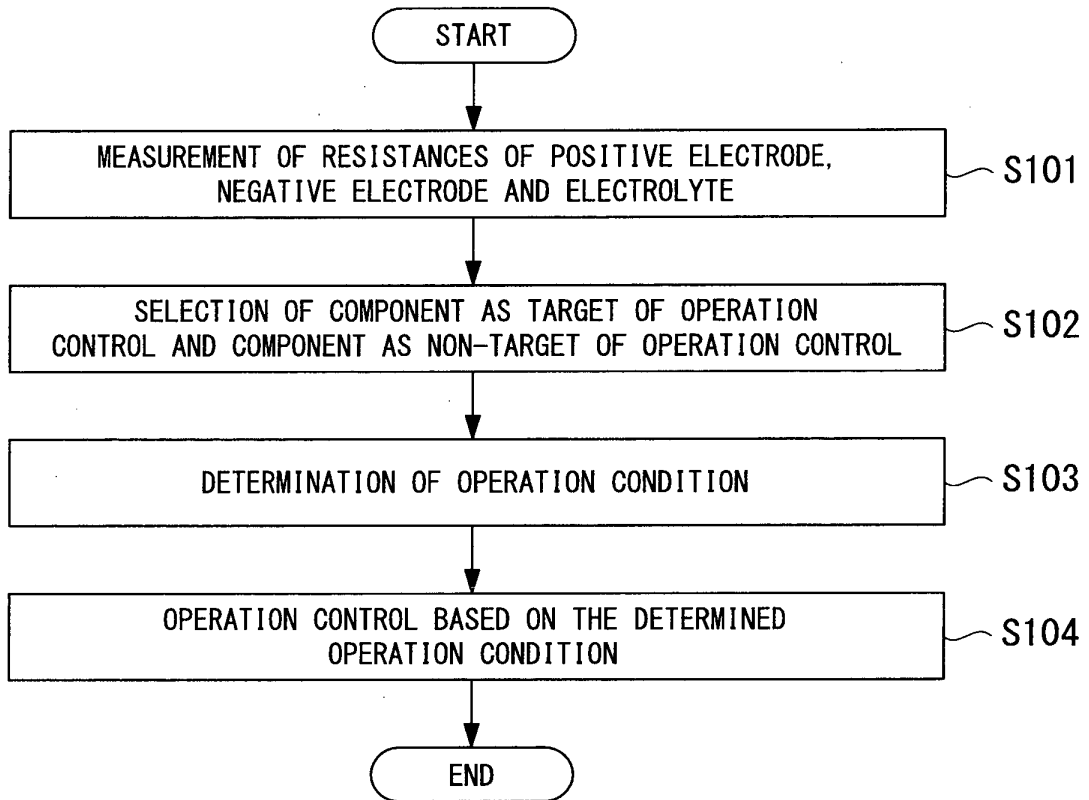 START
MEASUREMENT OF RESISTANCES OF POSITIVE ELECTRODE,
NEGATIVE ELECTRODE AND ELECTROLYTE
S101
SELECTION OF COMPONENT AS TARGET OF OPERATION
CONTROL AND COMPONENT AS NON-TARGET OF OPERATION CONTROL
S102
DETERMINATION OF OPERATION CONDITION
S103
OPERATION CONTROL BASED ON THE DETERMINED
OPERATION CONDITION
S104
END